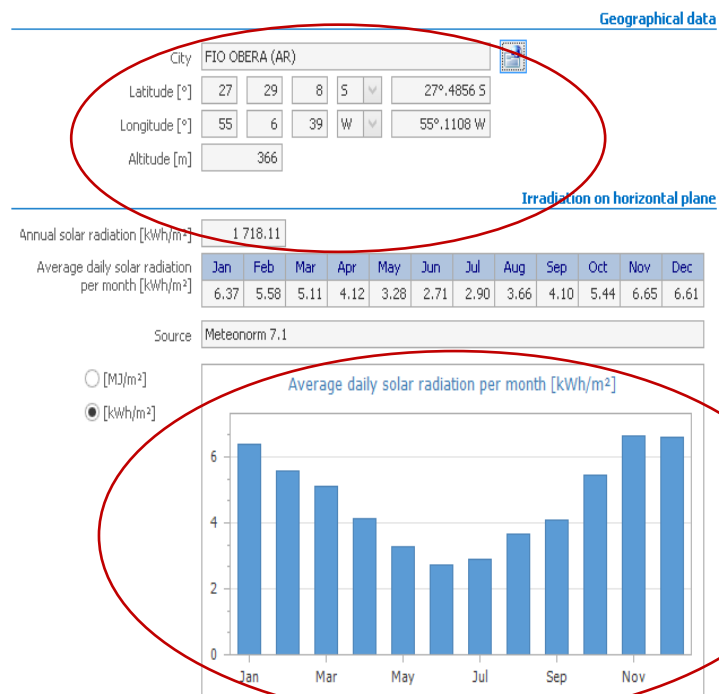 Geographical data
City FIO OBERA (AR)
Latitude [°] 27 29 8 S 27°.4856 S
Longitude [°] 55 6 39 W 55°.1108 W
Altitude [m] 366
Irradiation on horizontal plane
Annual solar radiation [kWh/m²] 1 718.11
Average daily solar radiation Jan Feb Mar Apr May Jun Jul Aug Sep Oct Nov Dec
per month [kWh/m²] 6.37 5.58 5.11 4.12 3.28 2.71 2.90 3.66 4.10 5.44 6.65 6.61
Source Meteonorm 7.1
[MJ/m²]
[kWh/m²]
Average daily solar radiation per month [kWh/m²]
6
4
2
0
Jan Mar May Jul Sep Nov